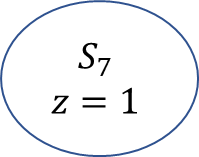 S₇
z = 1